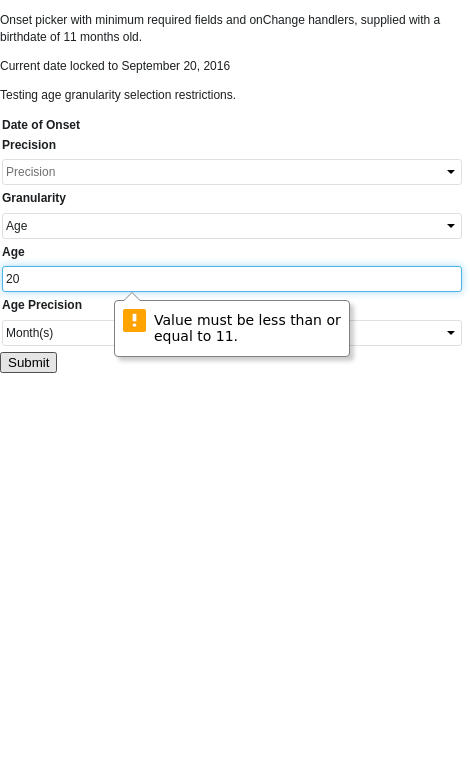 Onset picker with minimum required fields and onChange handlers, supplied with a
birthdate of 11 months old.
Current date locked to September 20, 2016
Testing age granularity selection restrictions.
Date of Onset
Precision
Precision
Granularity
Age
Age
20
Age Precision
Month(s)
Value must be less than or
equal to 11.
Submit